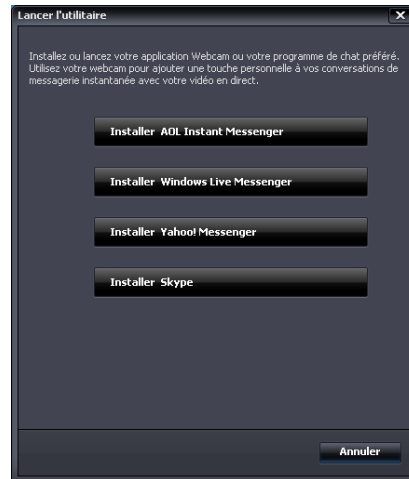 Lancer l'utilitaire
Installez ou lancez votre application Webcam ou votre programme de chat préféré.
Utilisez votre webcam pour ajouter une touche personnelle à vos conversations de
messagerie instantanée avec votre vidéo en direct.
Installer AOL Instant Messenger
Installer Windows Live Messenger
Installer Yahoo! Messenger
Installer Skype
Annuler